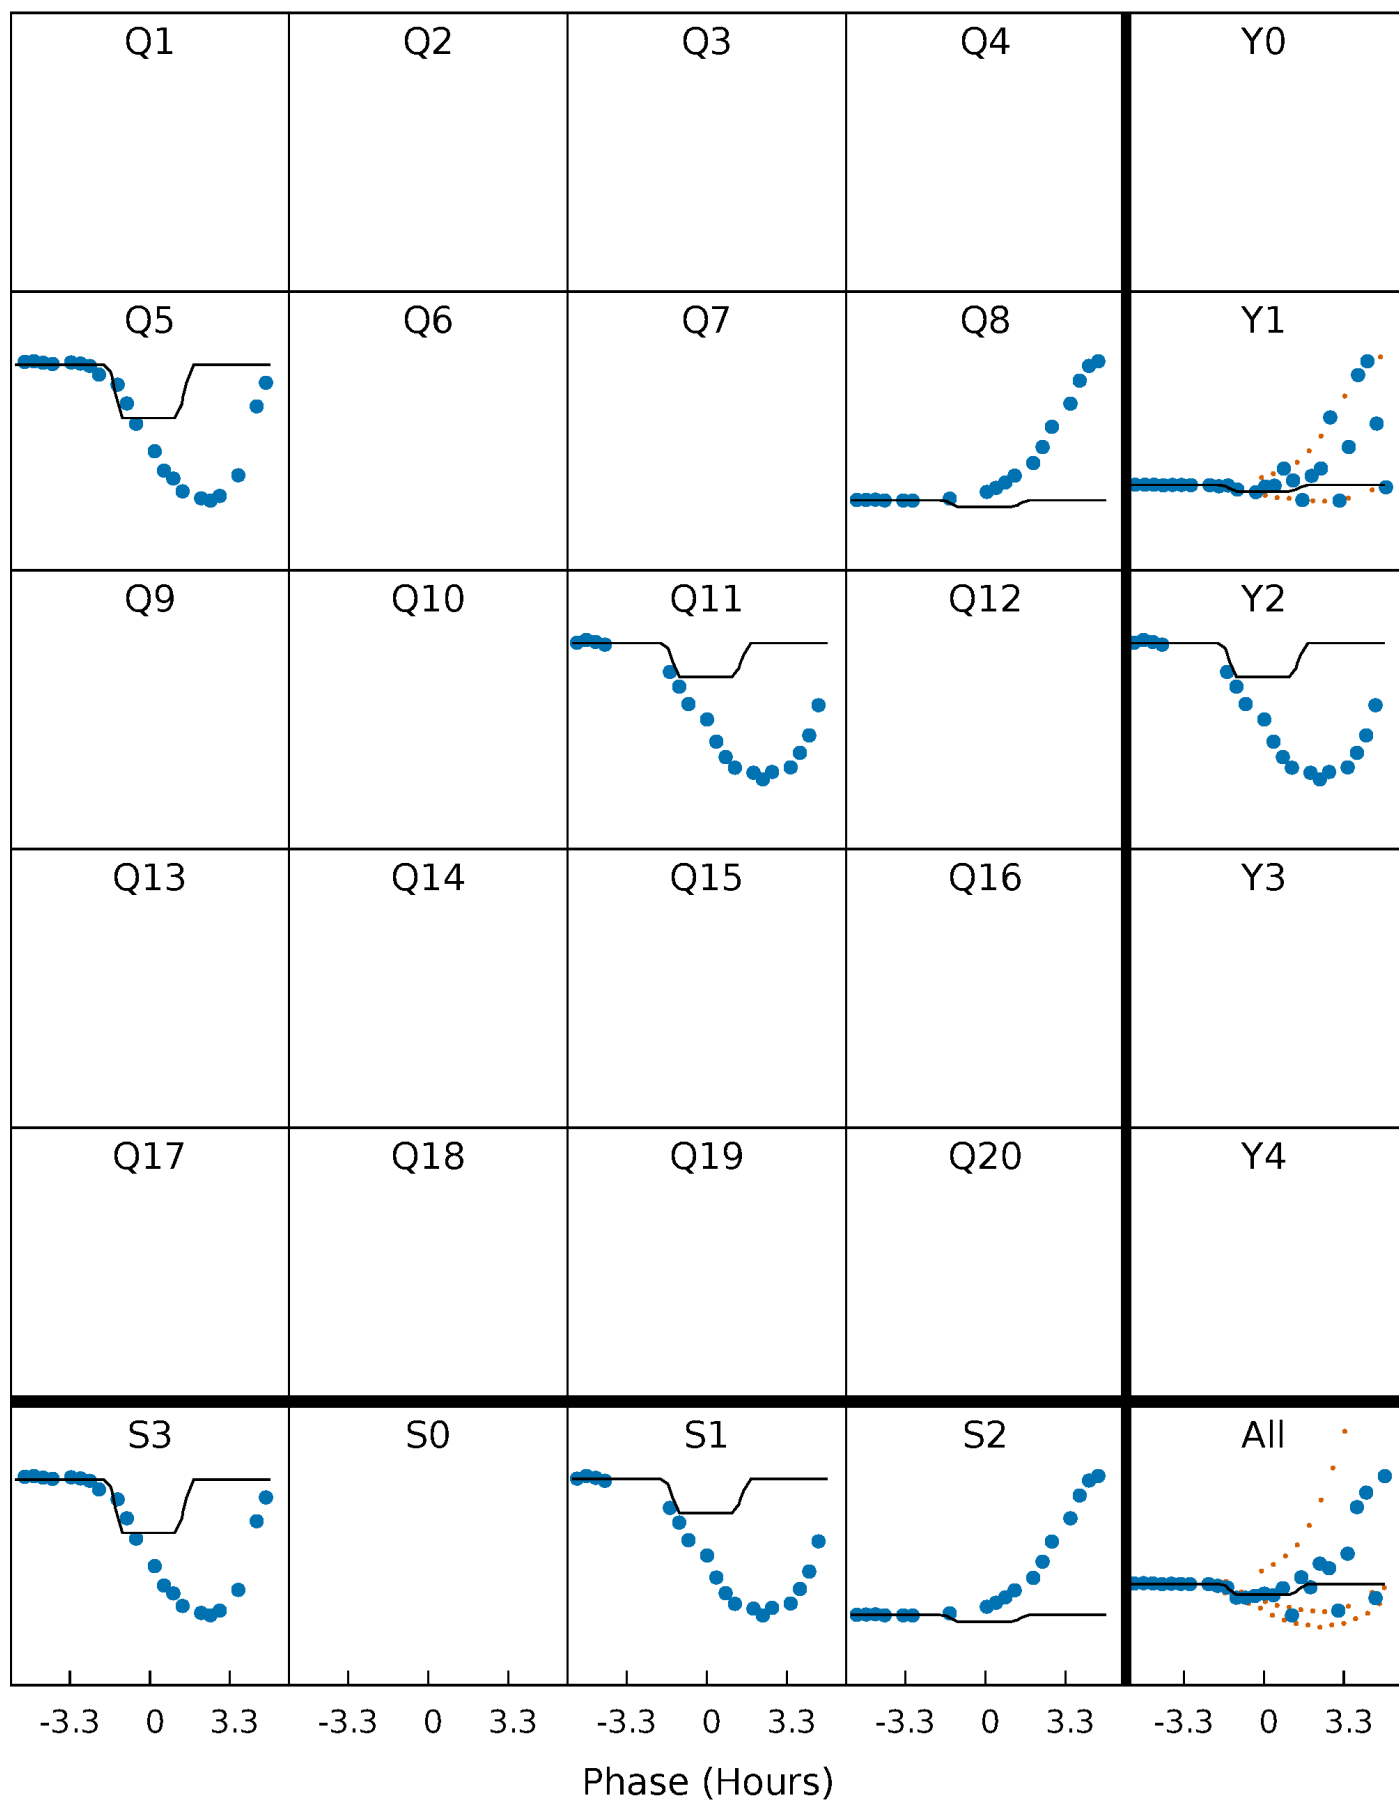 Q1 Q2 Q3 Q4 Y0
Q5 Q6 Q7 Q8 Y1
Q9 Q10 Q11 Q12 Y2
Q13 Q14 Q15 Q16 Y3
Q17 Q18 Q19 Q20 Y4
S3 S0 S1 S2 All
-3.3 0 3.3 -3.3 0 3.3 -3.3 0 3.3 -3.3 0 3.3 -3.3 0 3.3
Phase (Hours)